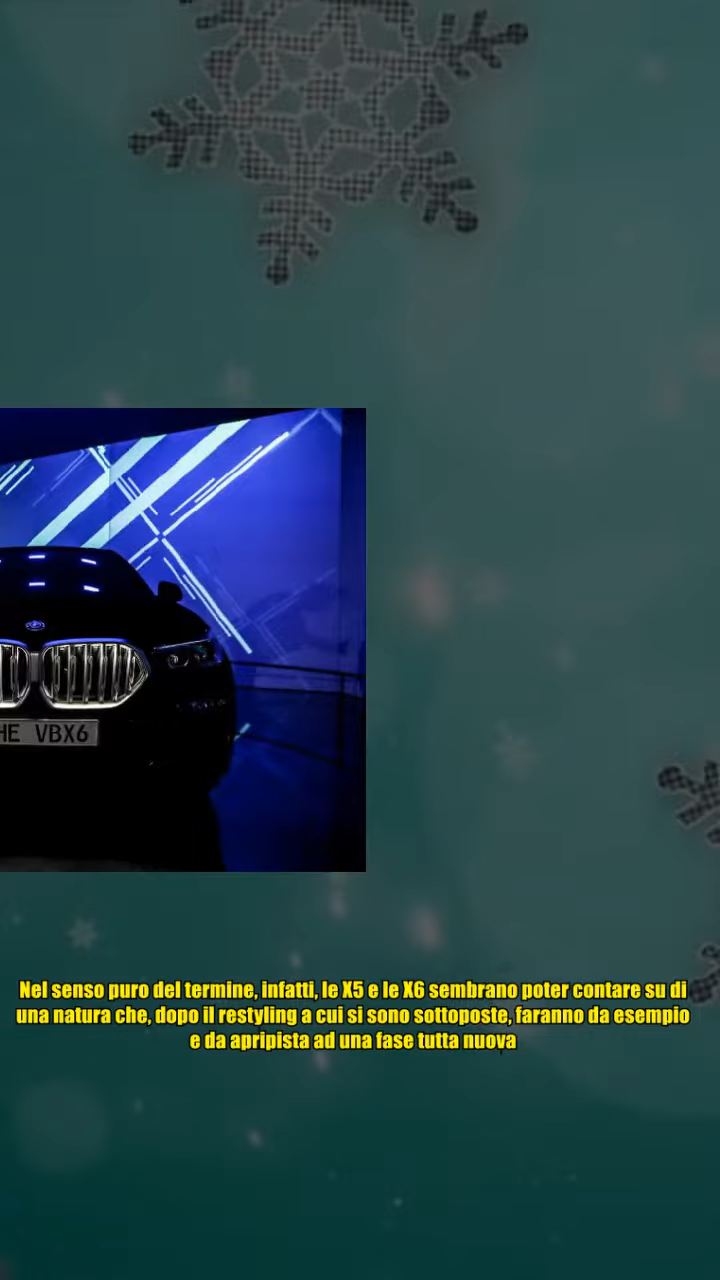 HE VBX6
Nel senso puro del termine, infatti, le X5 e le X6 sembrano poter contare su di
una natura che, dopo il restyling a cui si sono sottoposte, faranno da esempio
e da apripista ad una fase tutta nuova